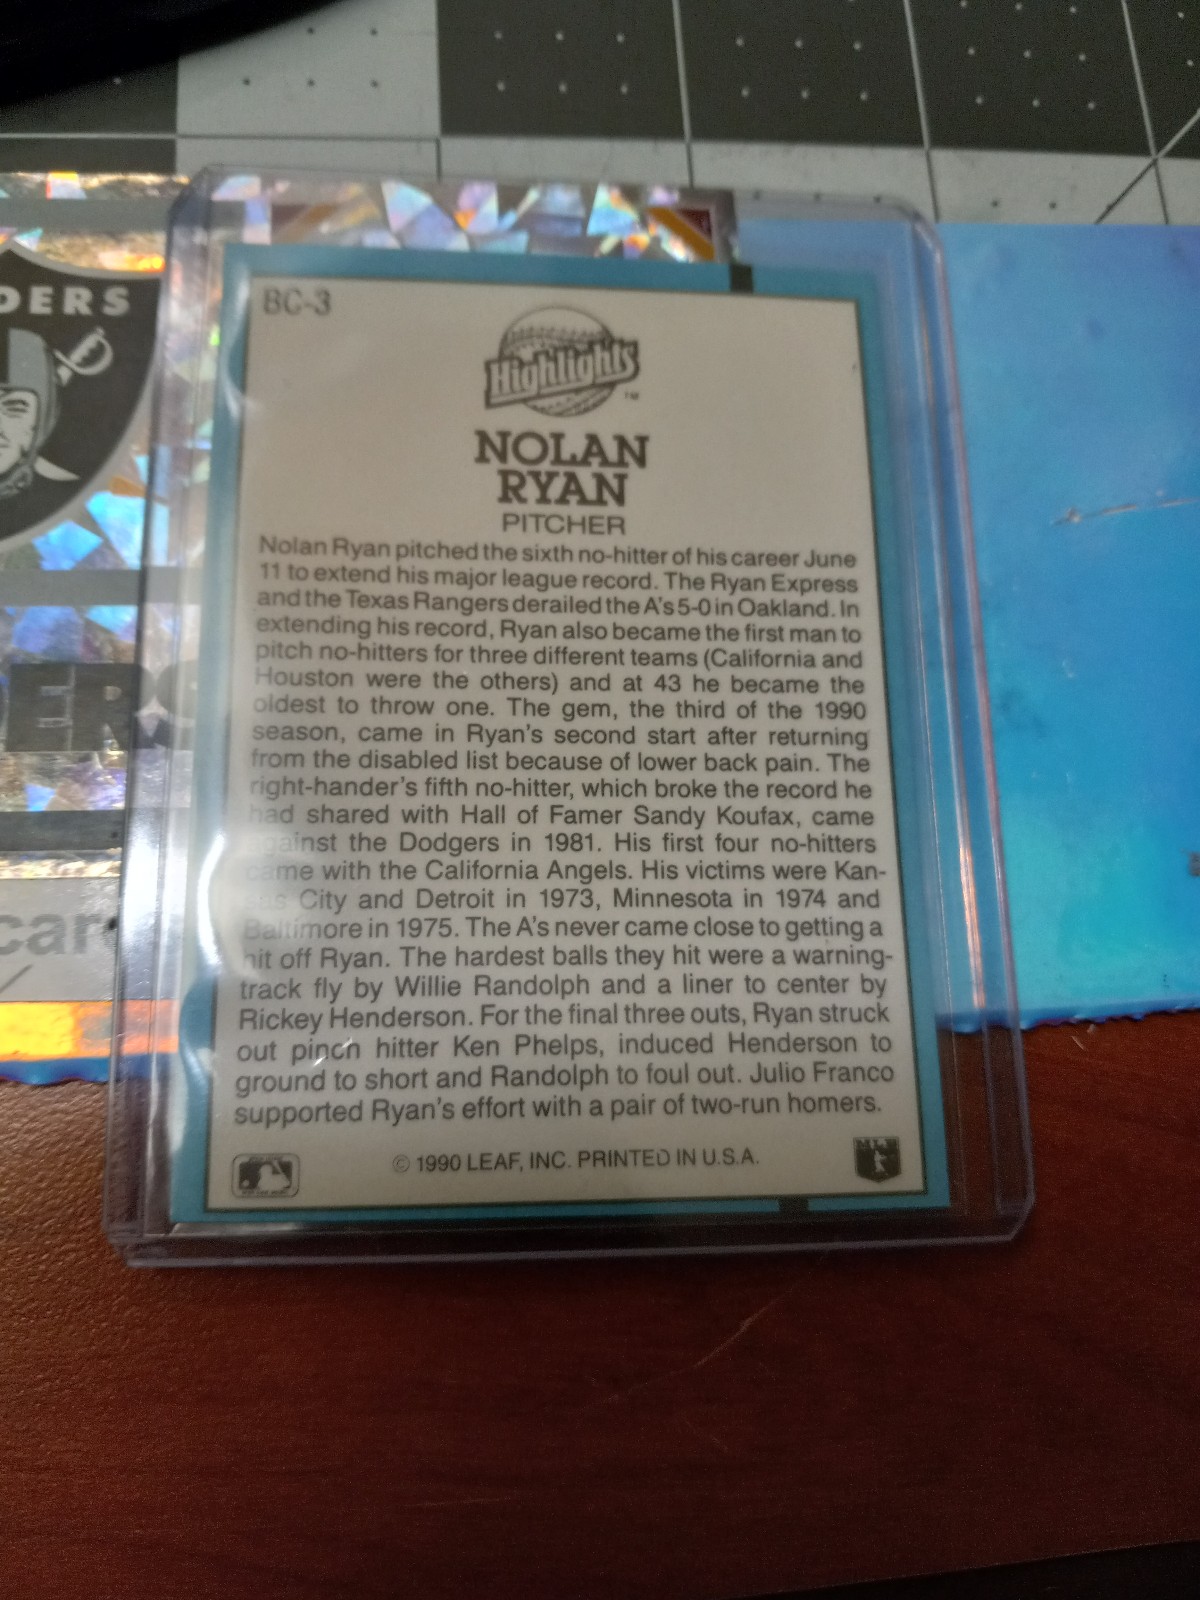 DERS
BC-3
Highlights
TM
NOLAN
RYAN
PITCHER
Nolan Ryan pitched the sixth no-hitter of his career June
11 to extend his major league record. The Ryan Express
and the Texas Rangers derailed the A's 5-0 in Oakland. In
extending his record, Ryan also became the first man to
pitch no-hitters for three different teams (California and
Houston were the others) and at 43 he became the
oldest to throw one. The gem, the third of the 1990
season, came in Ryan's second start after returning
from the disabled list because of lower back pain. The
right-hander's fifth no-hitter, which broke the record he
had shared with Hall of Famer Sandy Koufax, came
against the Dodgers in 1981. His first four no-hitters
came with the California Angels. His victims were Kan-
sas City and Detroit in 1973, Minnesota in 1974 and
Baltimore in 1975. The A's never came close to getting a
hit off Ryan. The hardest balls they hit were a warning-
track fly by Willie Randolph and a liner to center by
Rickey Henderson. For the final three outs, Ryan struck
out pinch hitter Ken Phelps, induced Henderson to
ground to short and Randolph to foul out. Julio Franco
supported Ryan's effort with a pair of two-run homers.
© 1990 LEAF, INC. PRINTED IN U.S.A.